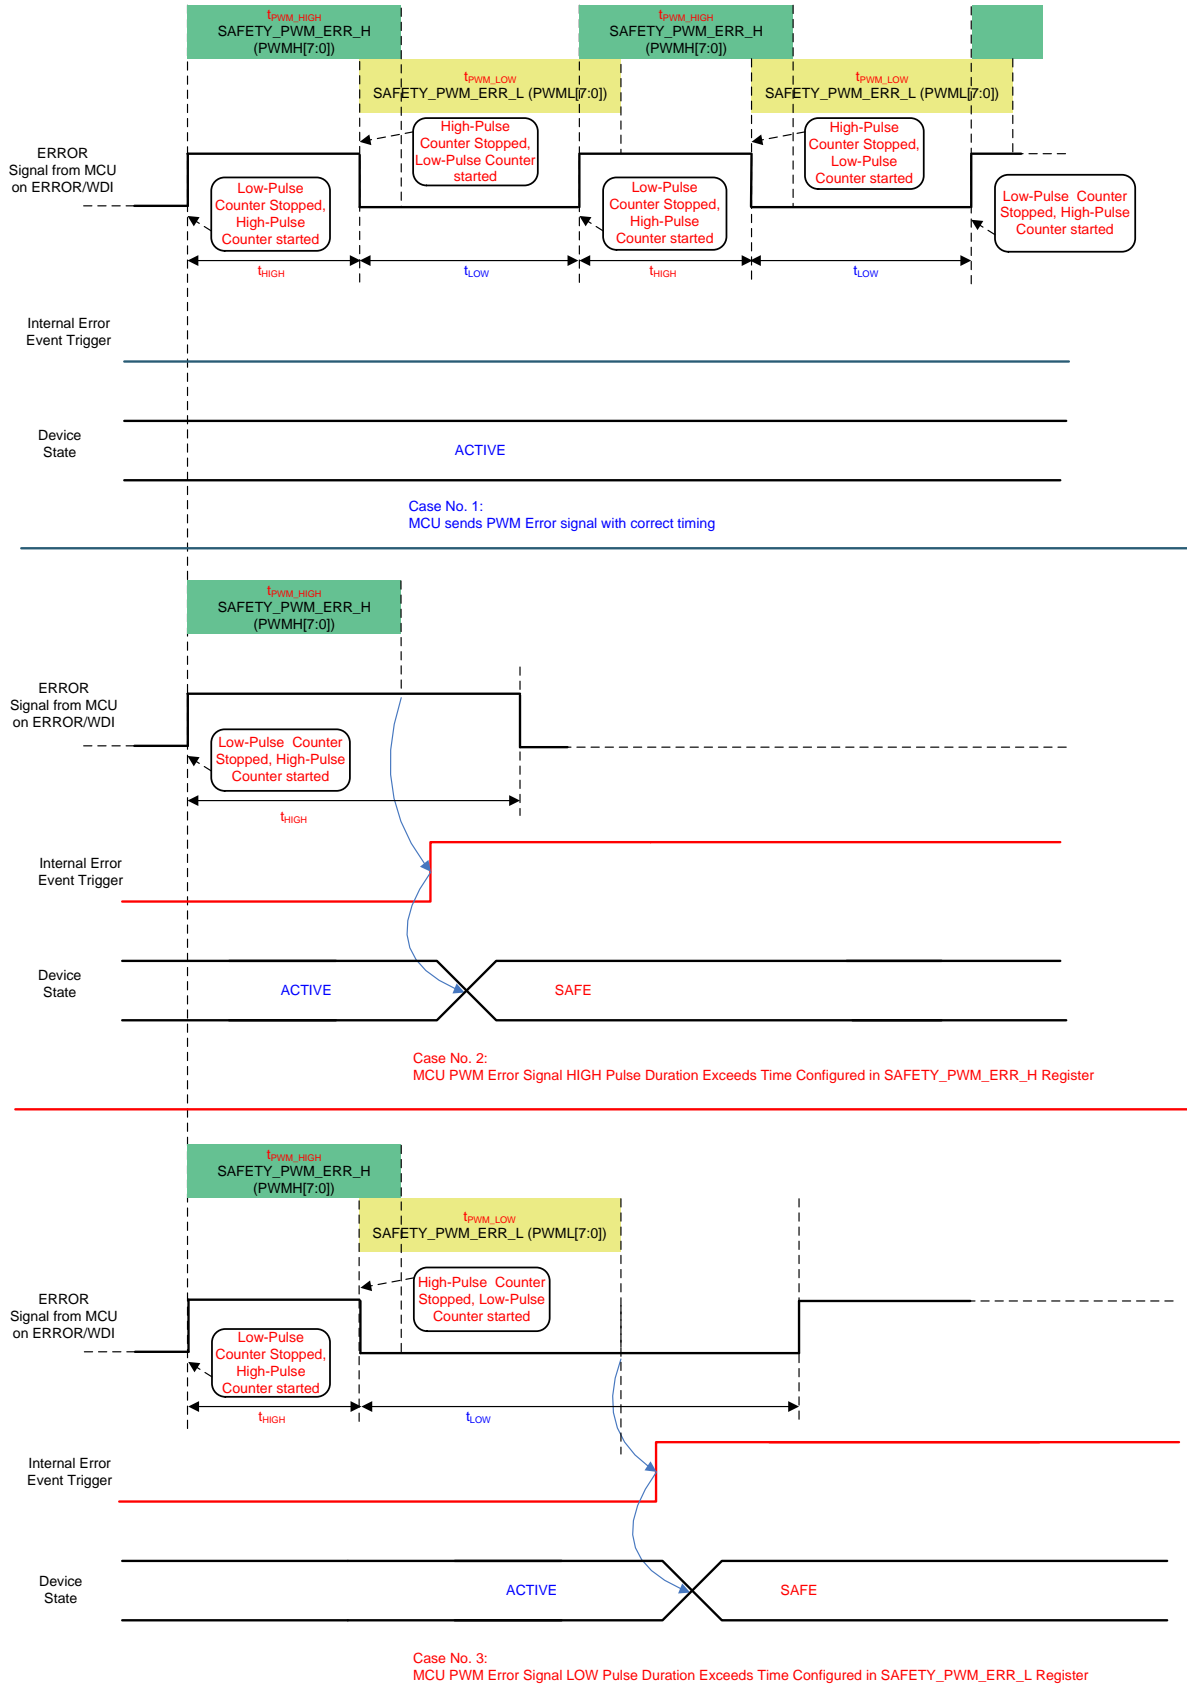 tPWM_HIGH
SAFETY_PWM_ERR_H
(PWMH[7:0])
tPWM_HIGH
SAFETY_PWM_ERR_H
(PWMH[7:0])
tPWM_LOW
SAFETY_PWM_ERR_L (PWML[7:0])
tPWM_LOW
SAFETY_PWM_ERR_L (PWML[7:0])
High-Pulse
Counter Stopped,
Low-Pulse Counter
started
High-Pulse
Counter Stopped,
Low-Pulse
Counter started
ERROR
Signal from MCU
on ERROR/WDI
Low-Pulse
Counter Stopped,
High-Pulse
Counter started
Low-Pulse
Counter Stopped,
High-Pulse
Counter started
Low-Pulse Counter
Stopped, High-Pulse
Counter started
tHIGH
tLOW
tHIGH
tLOW
Internal Error
Event Trigger
Device
State
ACTIVE
Case No. 1:
MCU sends PWM Error signal with correct timing
tPWM_HIGH
SAFETY_PWM_ERR_H
(PWMH[7:0])
ERROR
Signal from MCU
on ERROR/WDI
Low-Pulse Counter
Stopped, High-Pulse
Counter started
tHIGH
Internal Error
Event Trigger
Device
State
ACTIVE
SAFE
Case No. 2:
MCU PWM Error Signal HIGH Pulse Duration Exceeds Time Configured in SAFETY_PWM_ERR_H Register
tPWM_HIGH
SAFETY_PWM_ERR_H
(PWMH[7:0])
tPWM_LOW
SAFETY_PWM_ERR_L (PWML[7:0])
High-Pulse Counter
Stopped, Low-Pulse
Counter started
ERROR
Signal from MCU
on ERROR/WDI
Low-Pulse
Counter Stopped,
High-Pulse
Counter started
tHIGH
tLOW
Internal Error
Event Trigger
Device
State
ACTIVE
SAFE
Case No. 3:
MCU PWM Error Signal LOW Pulse Duration Exceeds Time Configured in SAFETY_PWM_ERR_L Register